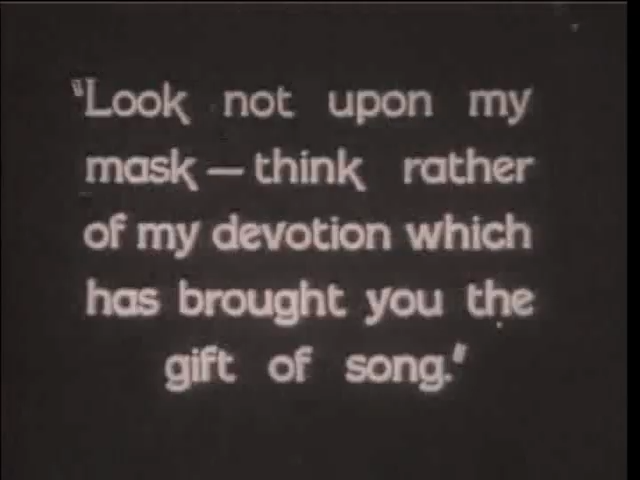 "Look not upon my
mask — think rather
of my devotion which
has brought you the
gift of song."